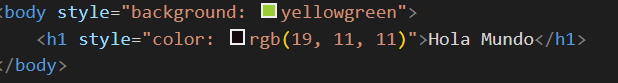 <body style="background: yellowgreen">
<h1 style="color: rgb(19, 11, 11)">Hola Mundo</h1>
</body>